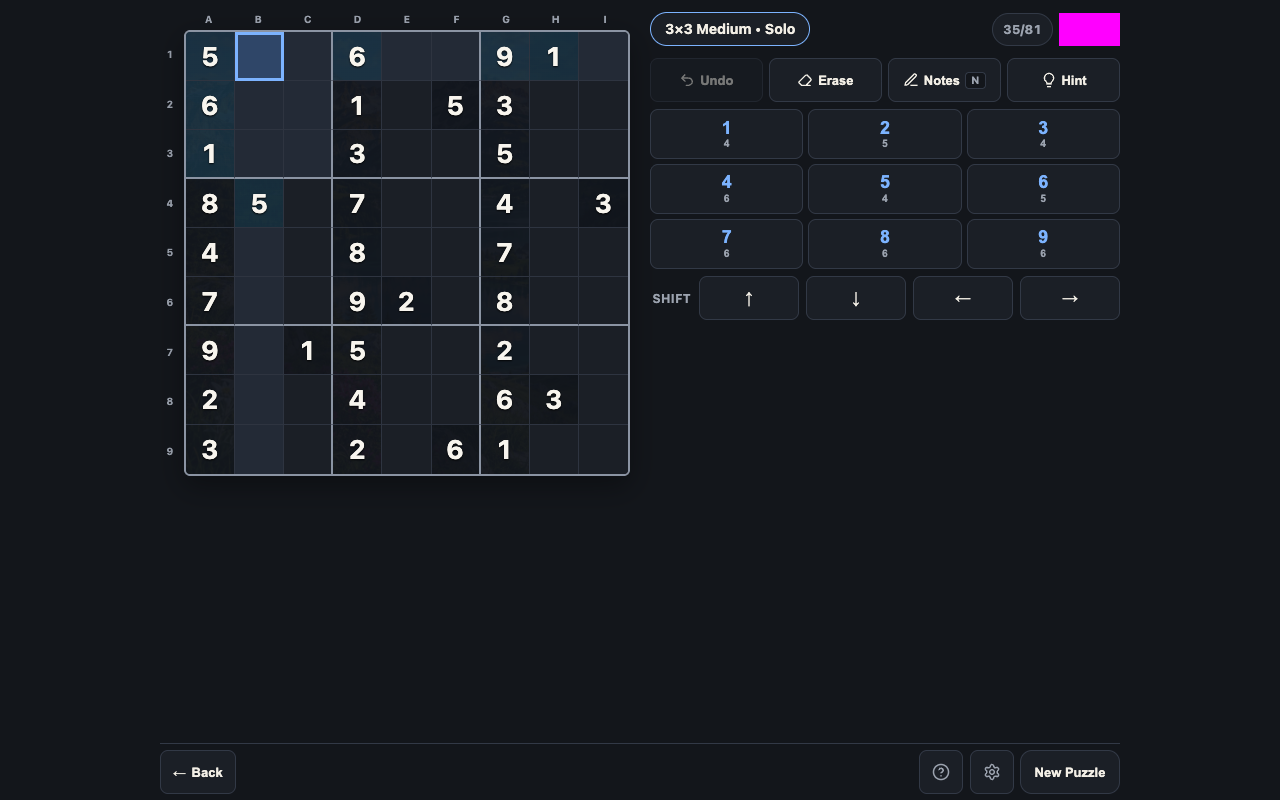 A B C D E F G H I
3×3 Medium • Solo
35/81
1 5 6 9 1
2 6 1 5 3
3 1 3 5
4 8 5 7 4 3
5 4 8 7
6 7 9 2 8
7 9 1 5 2
8 2 4 6 3
9 3 2 6 1
Undo
Erase
Notes N
Hint
1 2 3
4 5 4
4 5 6
6 4 5
7 8 9
6 6 6
SHIFT ↑ ↓ ← →
← Back
New Puzzle